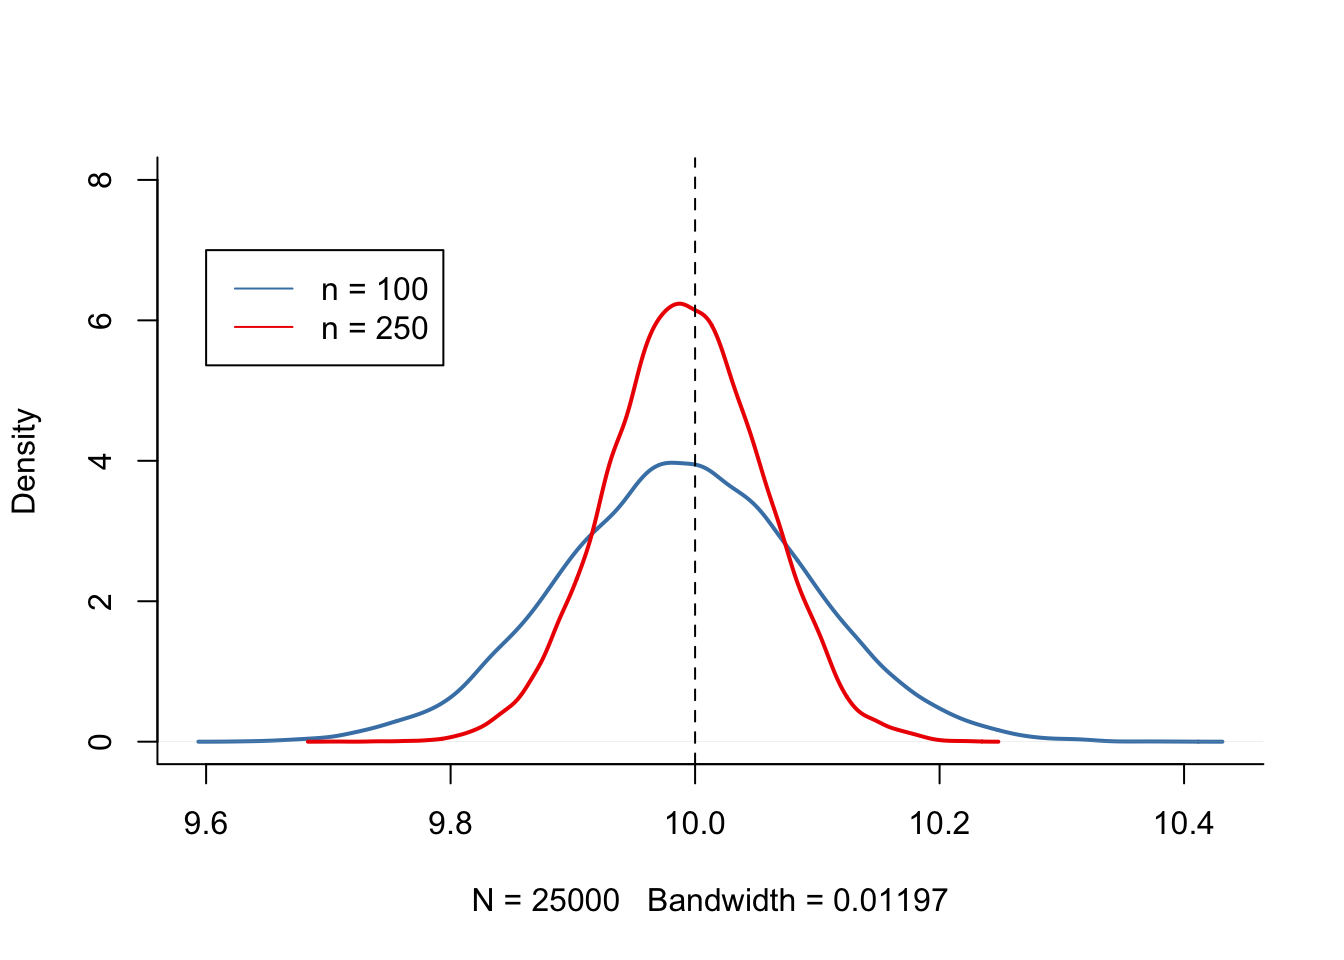 8
6
4
2
0
Density
n = 100
n = 250
9.6 9.8 10.0 10.2 10.4
N = 25000 Bandwidth = 0.01197